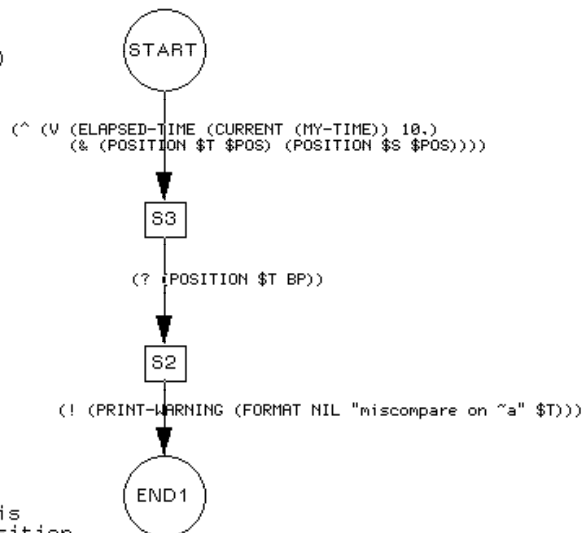 )
START
(^ (V (ELAPSED-TIME (CURRENT (MY-TIME)) 10.)
(& (POSITION $T $POS) (POSITION $S $POS))))
S3
(? (POSITION $T BP))
S2
(! (PRINT-WARNING (FORMAT NIL "miscompare on ~a" $T)))
END1
is